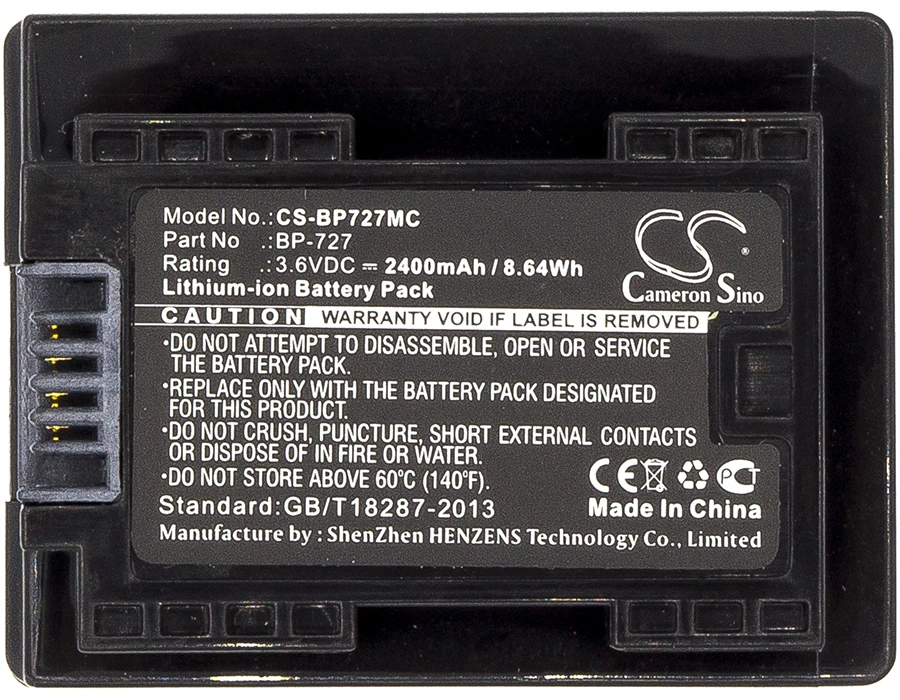 Model No.: CS-BP727MC
Part No .: BP-727
Rating .: 3.6VDC ⎓ 2400mAh / 8.64Wh
Lithium-ion Battery Pack
CS ®
Cameron Sino
CAUTION WARRANTY VOID IF LABEL IS REMOVED
·DO NOT ATTEMPT TO DISASSEMBLE, OPEN OR SERVICE
THE BATTERY PACK.
·REPLACE ONLY WITH THE BATTERY PACK DESIGNATED
FOR THIS PRODUCT.
·DO NOT CRUSH, PUNCTURE, SHORT EXTERNAL CONTACTS
OR DISPOSE OF IN FIRE OR WATER.
·DO NOT STORE ABOVE 60°C (140°F).
CE PCT
Standard:GB/T18287-2013
Made In China
Manufacture by : ShenZhen HENZENS Technology Co., Limited